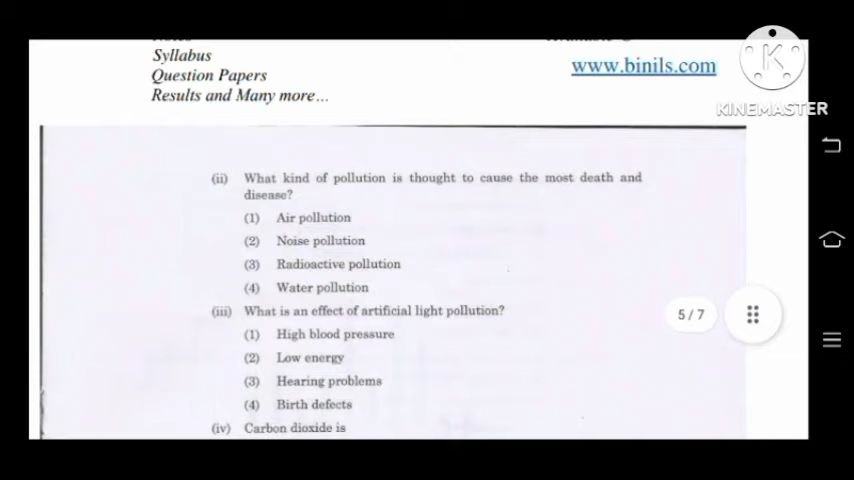 Syllabus
www.binils.com
Question Papers
Results and Many more...
K
KINEMASTER
(ii) What kind of pollution is thought to cause the most death and
disease?
(1) Air pollution
(2) Noise pollution
(3) Radioactive pollution
(4) Water pollution
(iii) What is an effect of artificial light pollution?
5 / 7
(1) High blood pressure
(2) Low energy
(3) Hearing problems
(4) Birth defects
(iv) Carbon dioxide is